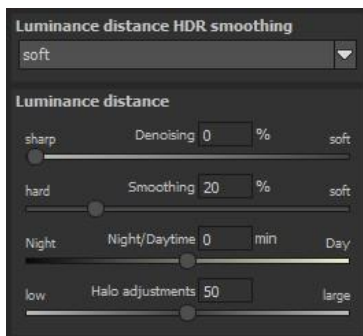 Luminance distance HDR smoothing
soft
Luminance distance
sharp Denoising 0 % soft
hard Smoothing 20 % soft
Night Night/Daytime 0 min Day
low Halo adjustments 50 large